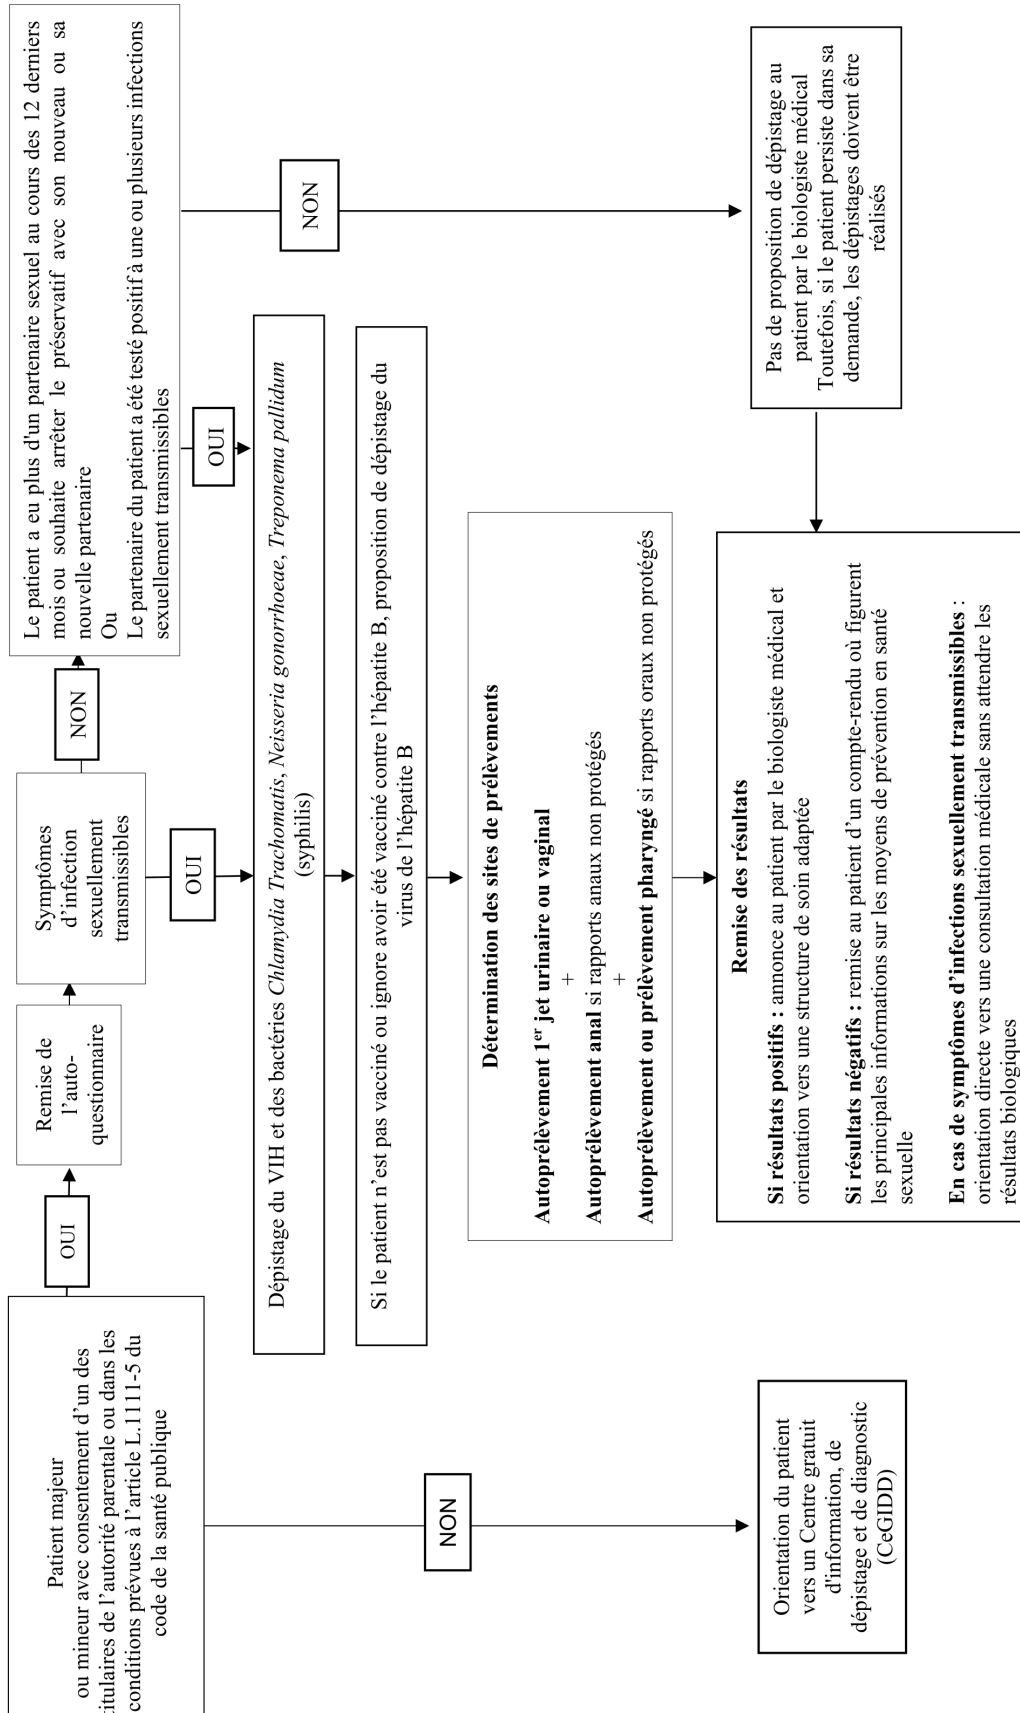 Patient majeur
ou mineur avec consentement d'un des
titulaires de l'autorité parentale ou dans les
conditions prévues à l'article L.1111-5 du
code de la santé publique
OUI
Remise de
l'auto-
questionnaire
Symptômes
d'infection
sexuellement
transmissibles
NON
Le patient a eu plus d'un partenaire sexuel au cours des 12 derniers
mois ou souhaite arrêter le préservatif avec son nouveau ou sa
nouvelle partenaire
Ou
Le partenaire du patient a été testé positif à une ou plusieurs infections
sexuellement transmissibles
OUI
OUI
NON
Dépistage du VIH et des bactéries Chlamydia Trachomatis, Neisseria gonorrhoeae, Treponema pallidum
(syphilis)
Si le patient n'est pas vacciné ou ignore avoir été vacciné contre l'hépatite B, proposition de dépistage du
virus de l'hépatite B
NON
Détermination des sites de prélèvements
Autoprélèvement 1er jet urinaire ou vaginal
+
Autoprélèvement anal si rapports anaux non protégés
+
Autoprélèvement ou prélèvement pharyngé si rapports oraux non protégés
Orientation du patient
vers un Centre gratuit
d'information, de
dépistage et de diagnostic
(CeGIDD)
Remise des résultats
Si résultats positifs : annonce au patient par le biologiste médical et
orientation vers une structure de soin adaptée
Si résultats négatifs : remise au patient d'un compte-rendu où figurent
les principales informations sur les moyens de prévention en santé
sexuelle
En cas de symptômes d'infections sexuellement transmissibles :
orientation directe vers une consultation médicale sans attendre les
résultats biologiques
Pas de proposition de dépistage au
patient par le biologiste médical
Toutefois, si le patient persiste dans sa
demande, les dépistages doivent être
réalisés